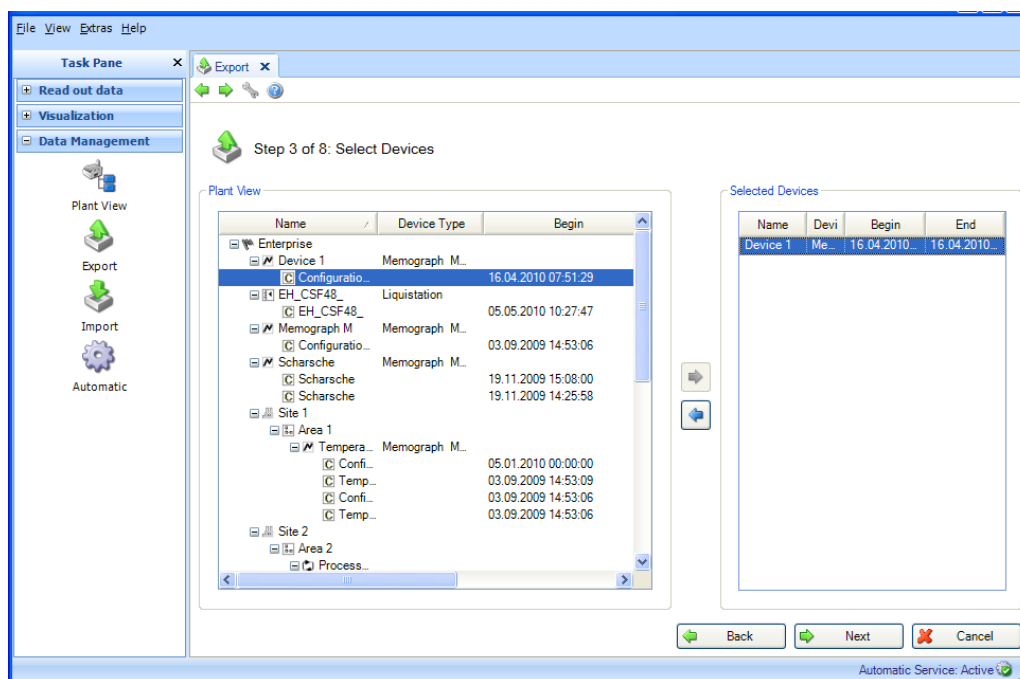 File View Extras Help
Task Pane
Read out data
Visualization
Data Management
Plant View
Export
Import
Automatic
Export
Step 3 of 8: Select Devices
Plant View
Name Device Type Begin
Enterprise
Device 1 Memograph M...
C Configuratio... 16.04.2010 07:51:29
EH_CSF48_ Liquistation
C EH_CSF48_ 05.05.2010 10:27:47
Memograph M Memograph M...
C Configuratio... 03.09.2009 14:53:06
Scharsche Memograph M...
C Scharsche 19.11.2009 15:08:00
C Scharsche 19.11.2009 14:25:58
Site 1
Area 1
Tempera... Memograph M...
C Confi... 05.01.2010 00:00:00
C Temp... 03.09.2009 14:53:09
C Confi... 03.09.2009 14:53:06
C Temp... 03.09.2009 14:53:06
Site 2
Area 2
Process...
Selected Devices
Name Devi Begin End
Device 1 Me... 16.04.2010... 16.04.2010...
Back Next Cancel
Automatic Service: Active